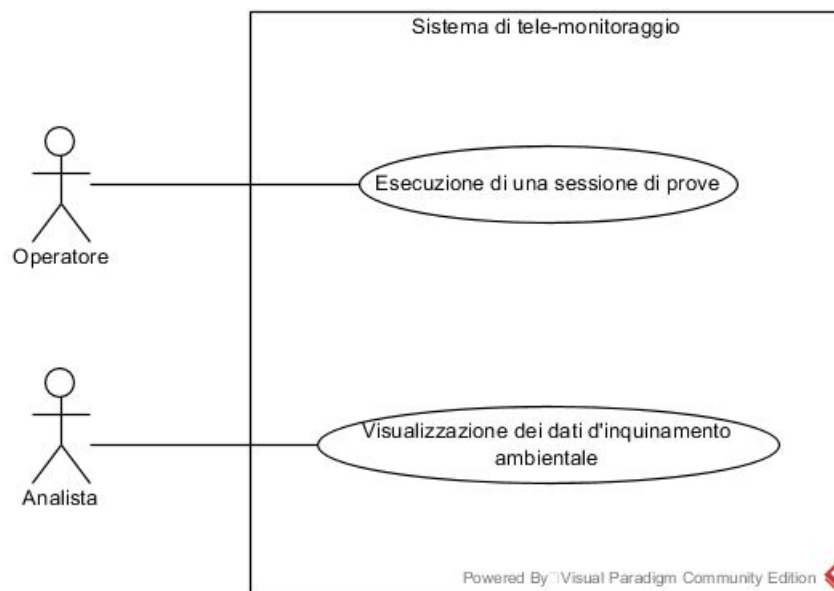 Sistema di tele-monitoraggio
Esecuzione di una sessione di prove
Operatore
Visualizzazione dei dati d'inquinamento
ambientale
Analista
Powered By Visual Paradigm Community Edition